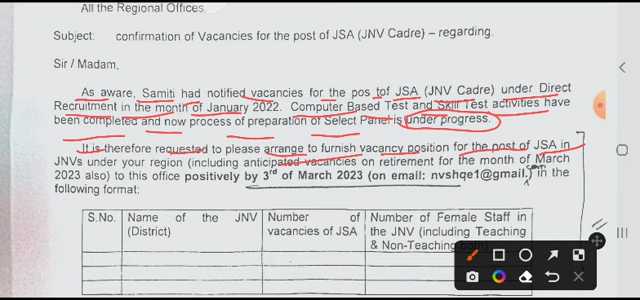 All the Regional Offices.
Subject: confirmation of Vacancies for the post of JSA (JNV Cadre) – regarding.
Sir / Madam,
As aware, Samiti had notified vacancies for the pos tof JSA (JNV Cadre) under Direct
Recruitment in the month of January 2022. Computer Based Test and Skill Test activities have
been completed and now process of preparation of Select Panel is under progress.
It is therefore requested to please arrange to furnish vacancy position for the post of JSA in
JNVs under your region (including anticipated vacancies on retirement for the month of March
2023 also) to this office positively by 3rd of March 2023 (on email: nvshqe1@gmail.) in the
following format:
S.No. Name of the JNV (District) Number of vacancies of JSA Number of Female Staff in the JNV (including Teaching & Non-Teaching